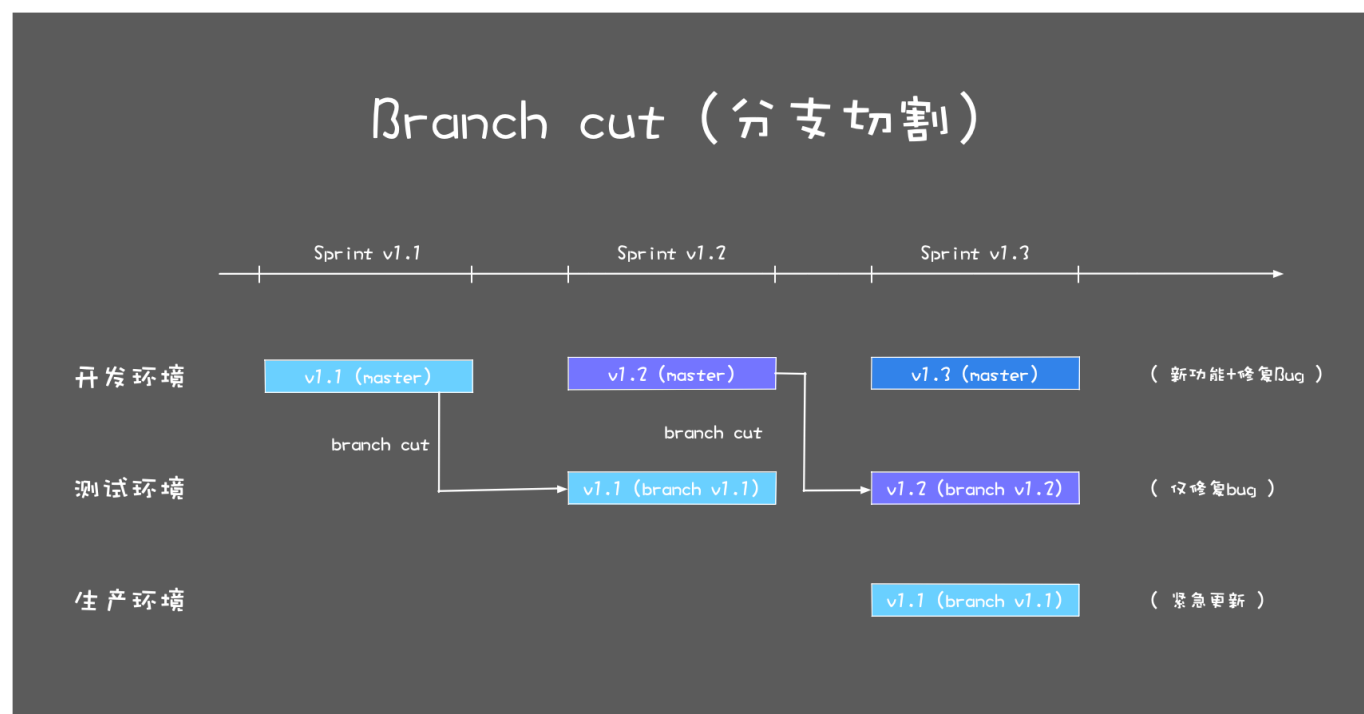 Branch cut (分支切割)
Sprint v1.1
Sprint v1.2
Sprint v1.3
开发环境
v1.1 (master)
v1.2 (master)
v1.3 (master)
( 新功能+修复Bug )
branch cut
branch cut
测试环境
v1.1 (branch v1.1)
v1.2 (branch v1.2)
( 仅修复bug )
生产环境
v1.1 (branch v1.1)
( 紧急更新 )